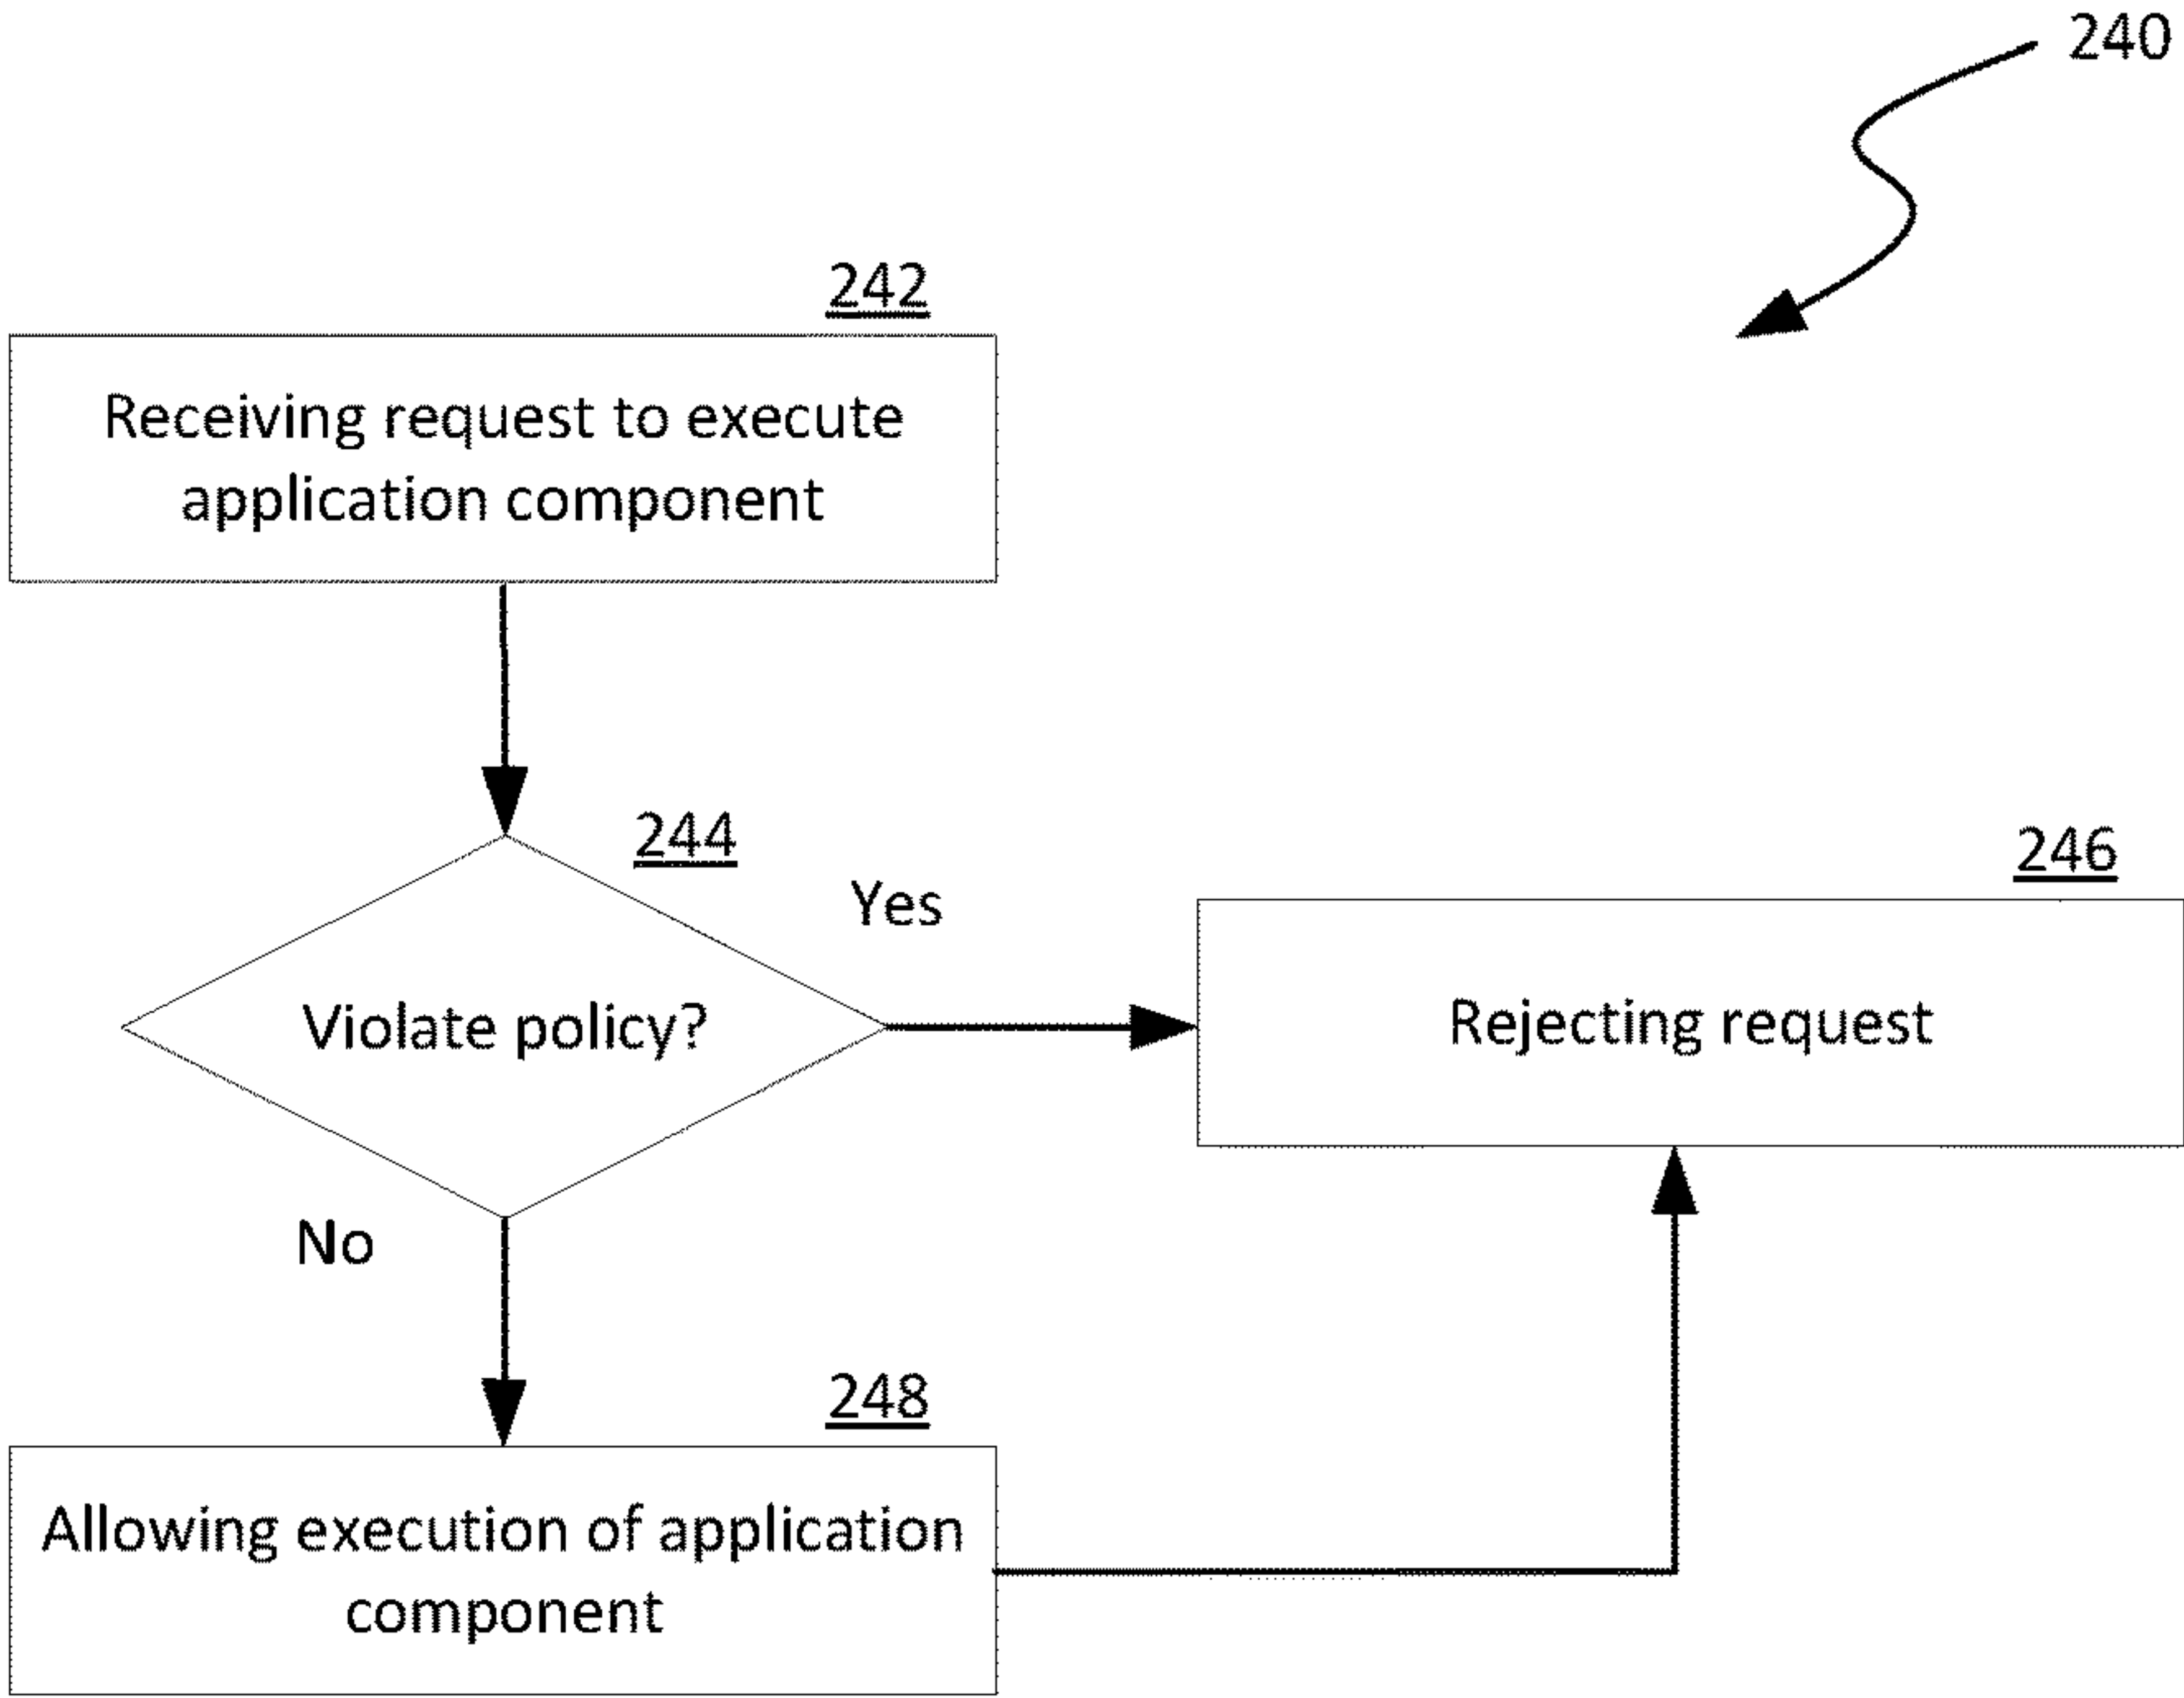 240
242
Receiving request to execute
application component
244
Yes
246
Violate policy?
Rejecting request
No
248
Allowing execution of application
component